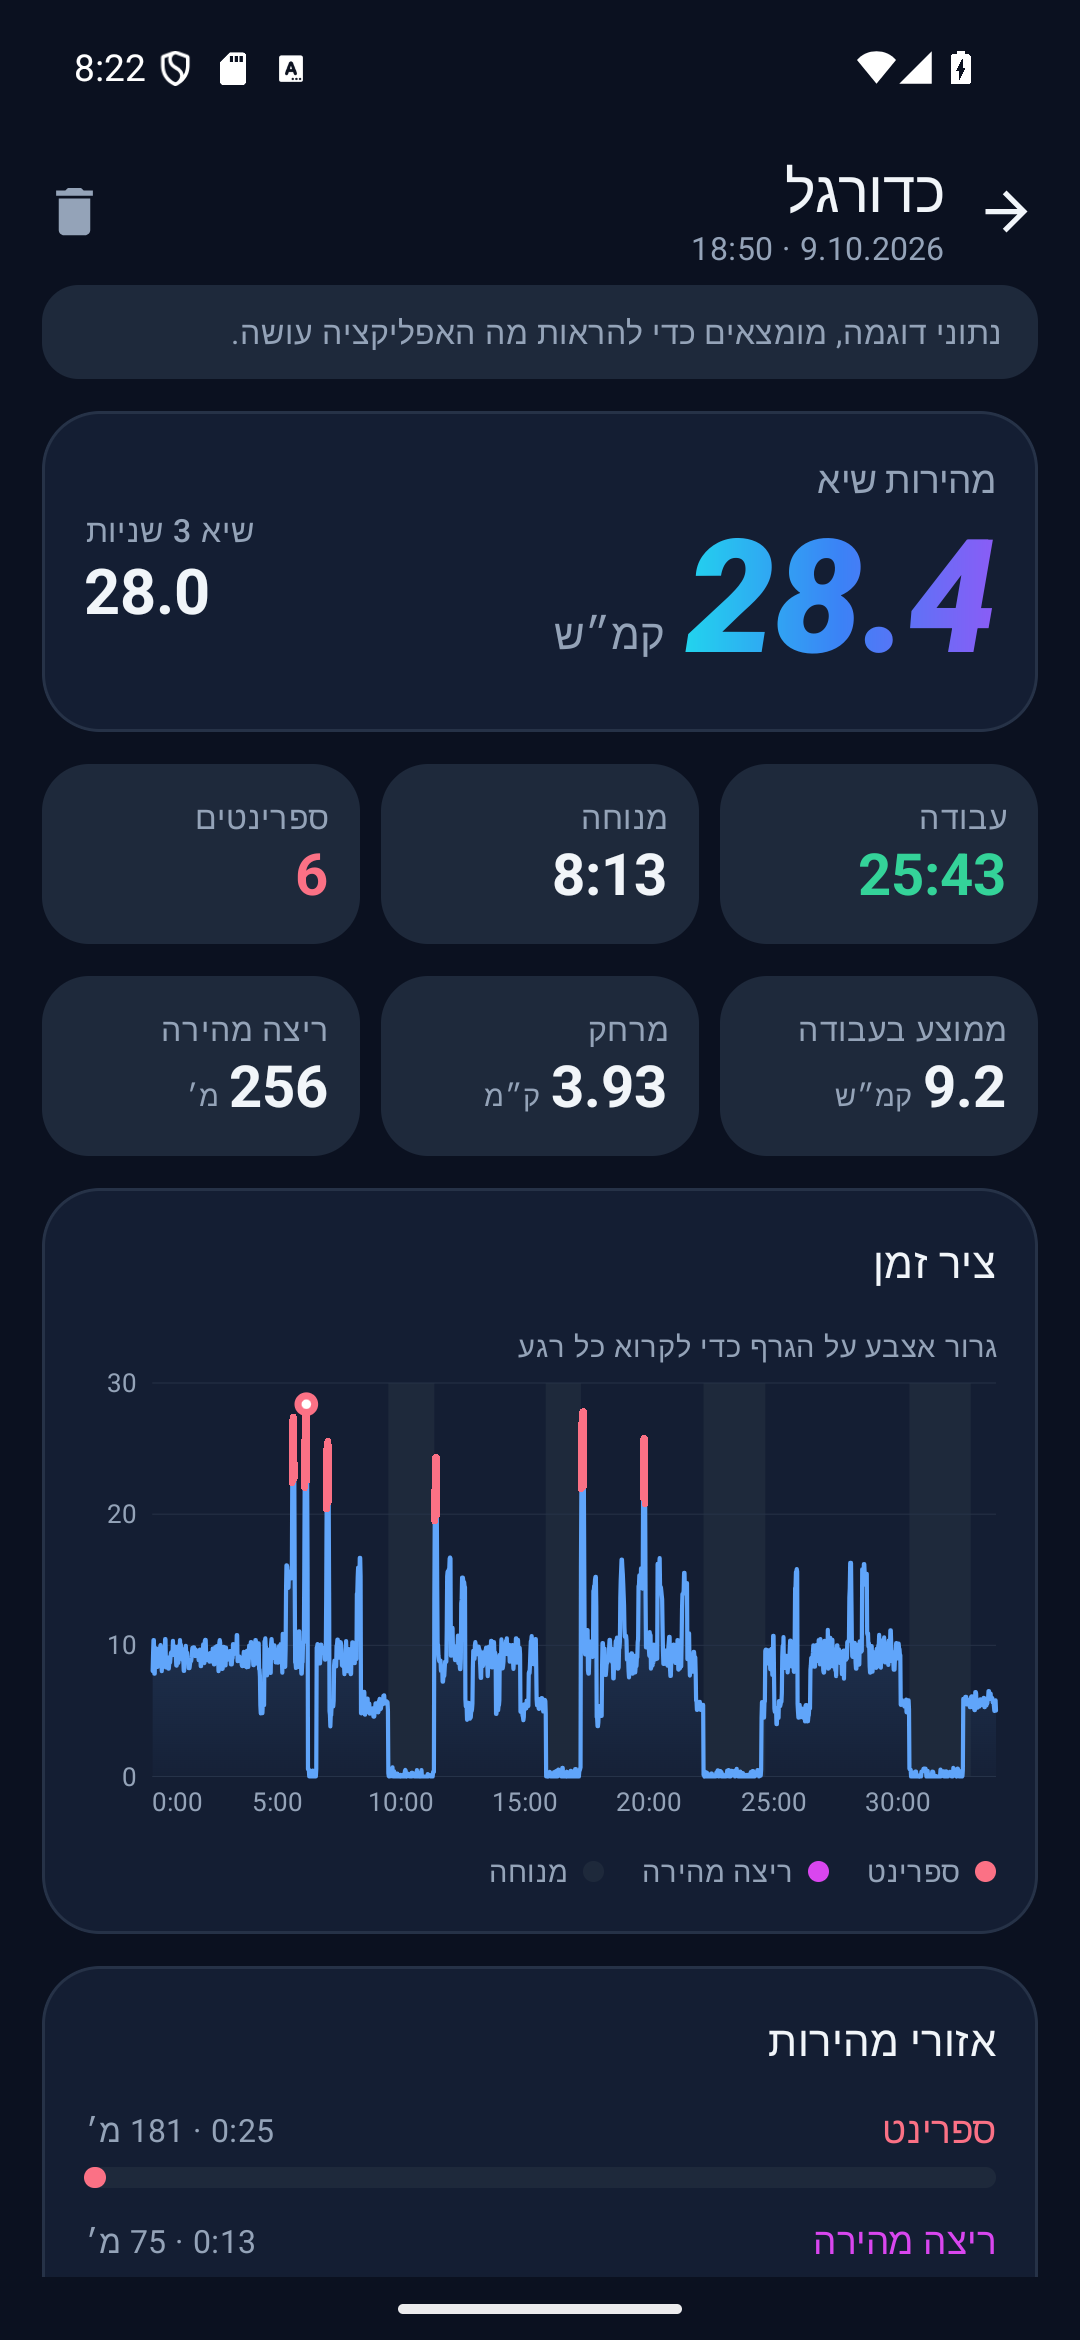 8:22
כדורגל
18:50 · 9.10.2026
נתוני דוגמה, מומצאים כדי להראות מה האפליקציה עושה.
מהירות שיא
28.4 קמ״ש
שיא 3 שניות
28.0
עבודה
25:43
מנוחה
8:13
ספרינטים
6
ממוצע בעבודה
9.2 קמ״ש
מרחק
3.93 ק״מ
ריצה מהירה
256 מ׳
ציר זמן
גרור אצבע על הגרף כדי לקרוא כל רגע
30
20
10
0
0:00 5:00 10:00 15:00 20:00 25:00 30:00
ספרינט
ריצה מהירה
מנוחה
אזורי מהירות
ספרינט
0:25 · 181 מ׳
ריצה מהירה
0:13 · 75 מ׳